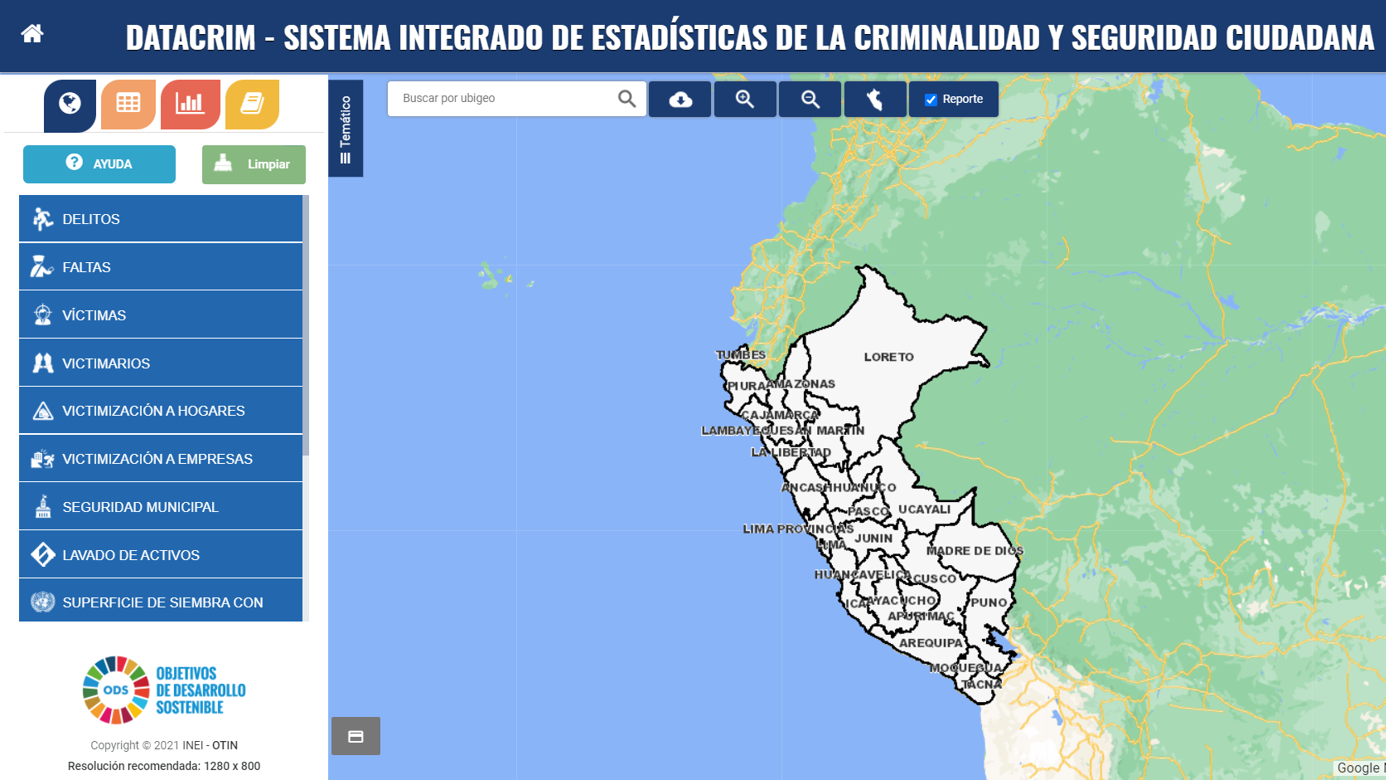 DATACRIM - SISTEMA INTEGRADO DE ESTADÍSTICAS DE LA CRIMINALIDAD Y SEGURIDAD CIUDADANA
Temático
Buscar por ubigeo
Reporte
AYUDA
Limpiar
DELITOS
FALTAS
VÍCTIMAS
VICTIMARIOS
VICTIMIZACIÓN A HOGARES
VICTIMIZACIÓN A EMPRESAS
SEGURIDAD MUNICIPAL
LAVADO DE ACTIVOS
SUPERFICIE DE SIEMBRA CON
ODS
OBJETIVOS
DE DESARROLLO
SOSTENIBLE
Copyright © 2021 INEI - OTIN
Resolución recomendada: 1280 x 800
TUMBES
LORETO
PIURA
AMAZONAS
CAJAMARCA
LAMBAYEQUE
SAN MARTIN
LA LIBERTAD
ANCASH
HUANUCO
PASCO
UCAYALI
LIMA PROVINCIAS
JUNIN
LIMA
MADRE DE DIOS
HUANCAVELICA
CUSCO
ICA
AYACUCHO
PUNO
APURIMAC
AREQUIPA
MOQUEGUA
TACNA
Google M